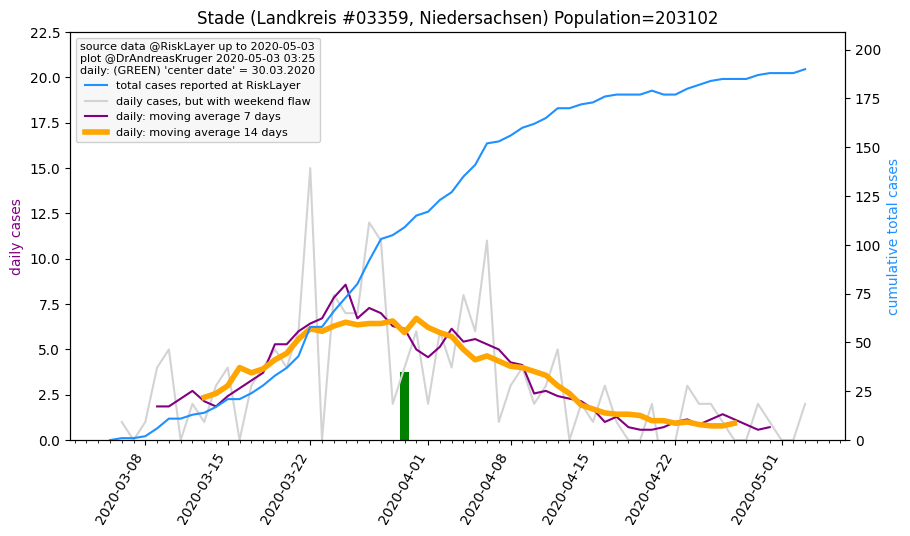 Stade (Landkreis #03359, Niedersachsen) Population=203102
source data @RiskLayer up to 2020-05-03
plot @DrAndreasKruger 2020-05-03 03:25
daily: (GREEN) 'center date' = 30.03.2020
total cases reported at RiskLayer
daily cases, but with weekend flaw
daily: moving average 7 days
daily: moving average 14 days
daily cases
22.5
20.0
17.5
15.0
12.5
10.0
7.5
5.0
2.5
0.0
200
175
150
125
100
75
50
25
0
cumulative total cases
2020-03-08
2020-03-15
2020-03-22
2020-04-01
2020-04-08
2020-04-15
2020-04-22
2020-05-01